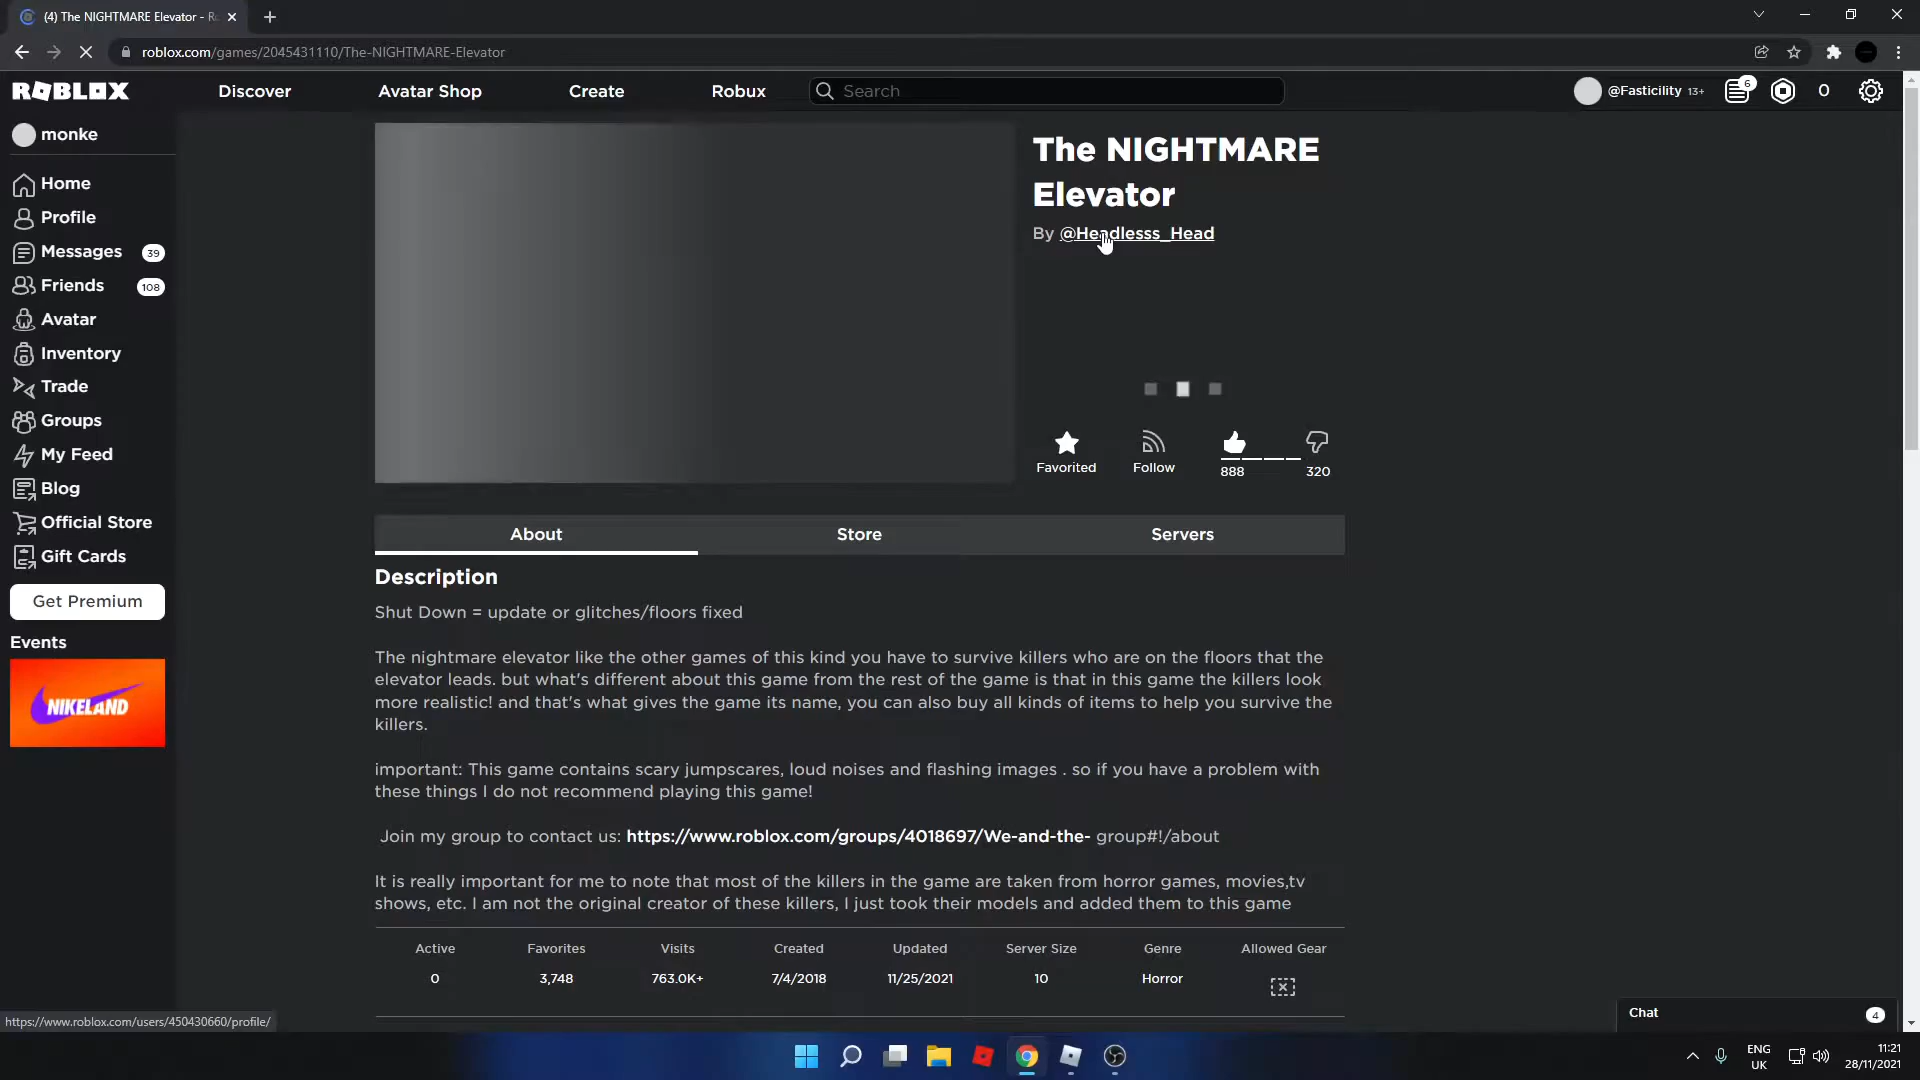 (4) The NIGHTMARE Elevator - Ro
roblox.com/games/2045431110/The-NIGHTMARE-Elevator
ROBLOX
Discover
Avatar Shop
Create
Robux
Search
@Fasticility 13+
6
0
monke
Home
Profile
Messages 39
Friends 108
Avatar
Inventory
Trade
Groups
My Feed
Blog
Official Store
Gift Cards
Get Premium
Events
NIKELAND
The NIGHTMARE
Elevator
By @Headlesss_Head
Favorited
Follow
888
320
About
Store
Servers
Description
Shut Down = update or glitches/floors fixed
The nightmare elevator like the other games of this kind you have to survive killers who are on the floors that the
elevator leads. but what's different about this game from the rest of the game is that in this game the killers look
more realistic! and that's what gives the game its name, you can also buy all kinds of items to help you survive the
killers.
important: This game contains scary jumpscares, loud noises and flashing images . so if you have a problem with
these things I do not recommend playing this game!
Join my group to contact us: https://www.roblox.com/groups/4018697/We-and-the- group#!/about
It is really important for me to note that most of the killers in the game are taken from horror games, movies,tv
shows, etc. I am not the original creator of these killers, I just took their models and added them to this game
Active Favorites Visits Created Updated Server Size Genre Allowed Gear
0 3,748 763.0K+ 7/4/2018 11/25/2021 10 Horror
Chat 4
https://www.roblox.com/users/450430660/profile/
ENG
UK
11:21
28/11/2021